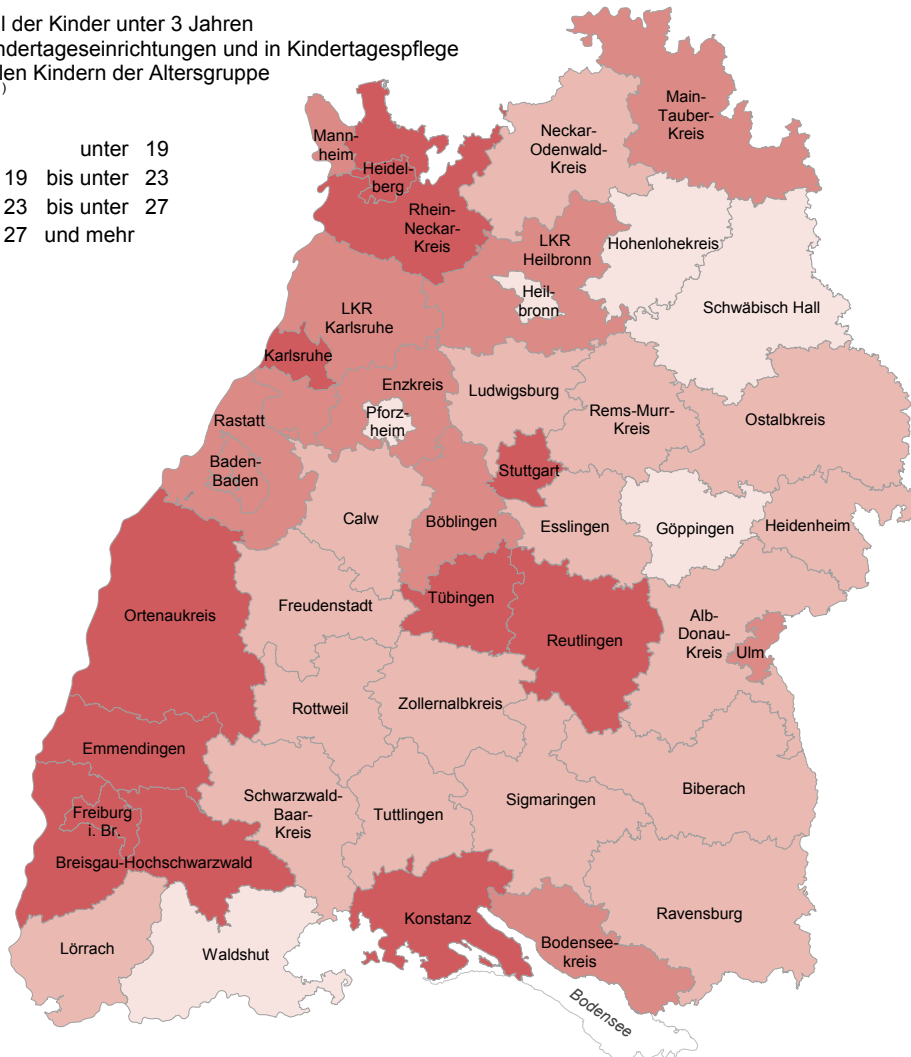 l der Kinder unter 3 Jahren
ndertageseinrichtungen und in Kindertagespflege
den Kindern der Altersgruppe
)
unter 19
19 bis unter 23
23 bis unter 27
27 und mehr
Main-
Tauber-
Kreis
Neckar-
Odenwald-
Kreis
Mann-
heim
Heidel-
berg
Rhein-
Neckar-
Kreis
LKR
Heilbronn
Hohenlohekreis
Heil-
bronn
Schwäbisch Hall
LKR
Karlsruhe
Karlsruhe
Enzkreis
Ludwigsburg
Pforz-
heim
Rems-Murr-
Kreis
Ostalbkreis
Rastatt
Baden-
Baden
Stuttgart
Calw
Böblingen
Esslingen
Göppingen
Heidenheim
Ortenaukreis
Freudenstadt
Tübingen
Reutlingen
Alb-
Donau-
Kreis
Ulm
Rottweil
Zollernalbkreis
Emmendingen
Schwarzwald-
Baar-
Kreis
Tuttlingen
Sigmaringen
Biberach
Freiburg
i. Br.
Breisgau-Hochschwarzwald
Konstanz
Ravensburg
Lörrach
Waldshut
Bodensee-
kreis
Bodensee